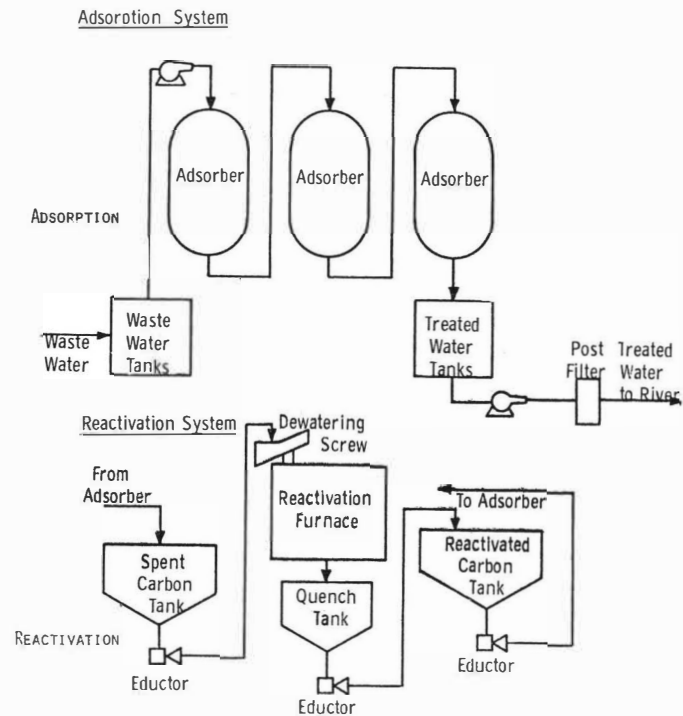 Adsorption System
Adsorber
Adsorber
Adsorber
ADSORPTION
Waste
Water
Waste
Water
Tanks
Treated
Water
Tanks
Post
Filter
Treated
Water
to River
Reactivation System
Dewatering
Screw
From
Adsorber
Reactivation
Furnace
To Adsorber
Spent
Carbon
Tank
Quench
Tank
Reactivated
Carbon
Tank
REACTIVATION
Eductor
Eductor
Eductor